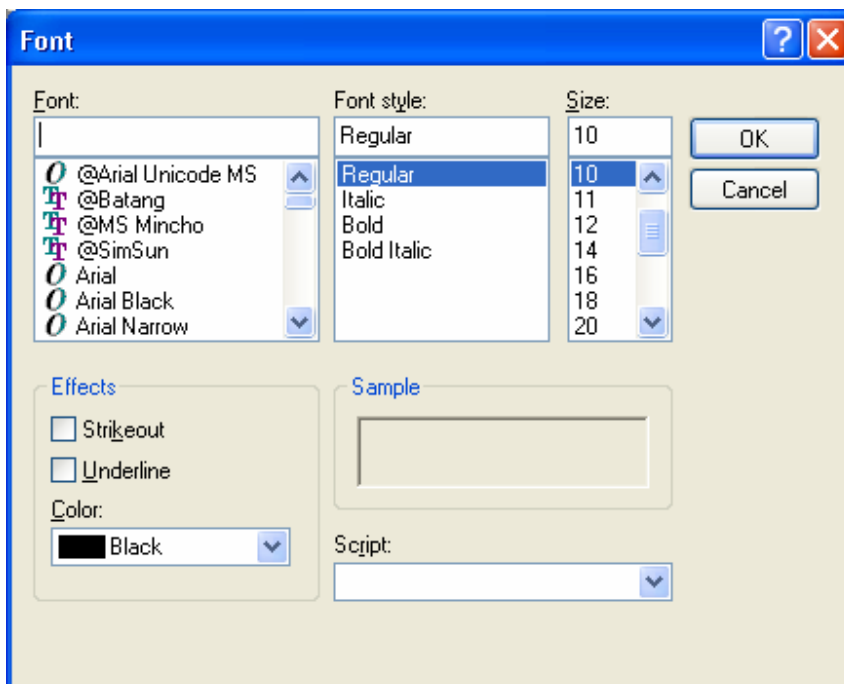 Font
Font:
Font style:
Size:
Regular
10
OK
Cancel
@Arial Unicode MS
@Batang
@MS Mincho
@SimSun
Arial
Arial Black
Arial Narrow
Regular
Italic
Bold
Bold Italic
10
11
12
14
16
18
20
Effects
Strikeout
Underline
Color:
Black
Sample
Script: